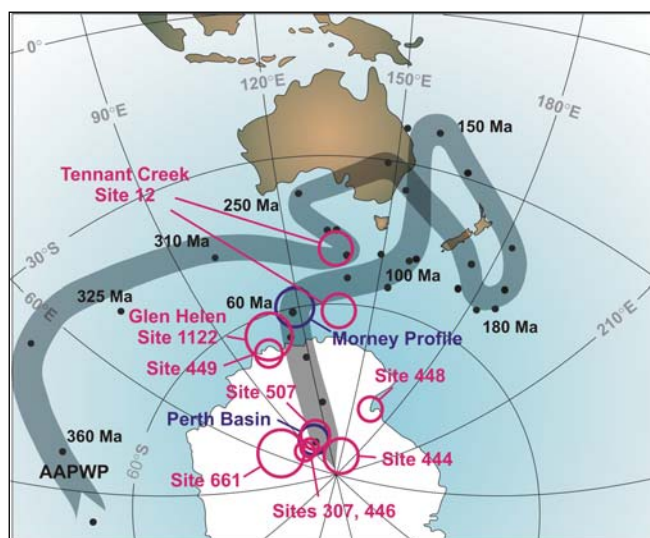 0°
90°E
120°E
150°E
180°E
150 Ma
Tennant Creek
Site 12
250 Ma
310 Ma
30°S
100 Ma
325 Ma
60°E
60 Ma
180 Ma
210°E
Glen Helen
Site 1122
Morney Profile
Site 449
Site 507
Site 448
Perth Basin
360 Ma
AAPWP
60°S
Site 661
Site 444
Sites 307, 446